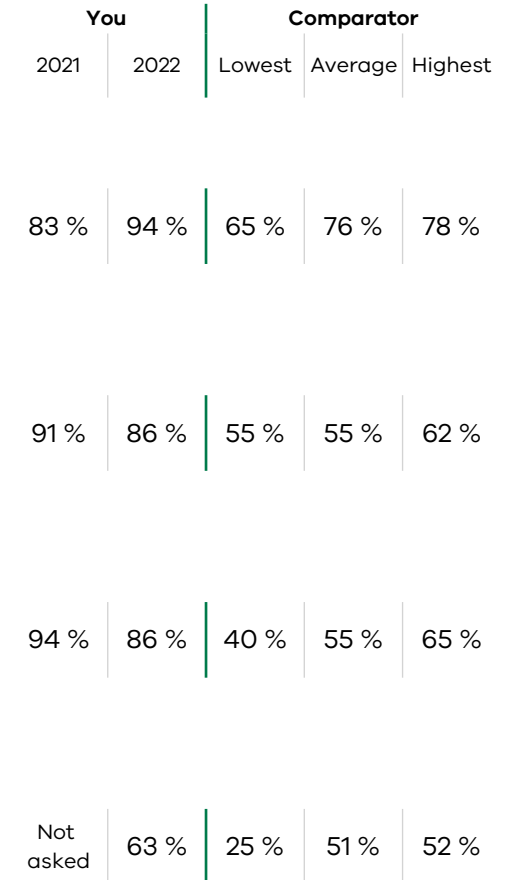 You Comparator
2021 2022 Lowest Average Highest
83 % 94 % 65 % 76 % 78 %
91 % 86 % 55 % 55 % 62 %
94 % 86 % 40 % 55 % 65 %
Not
asked 63 % 25 % 51 % 52 %